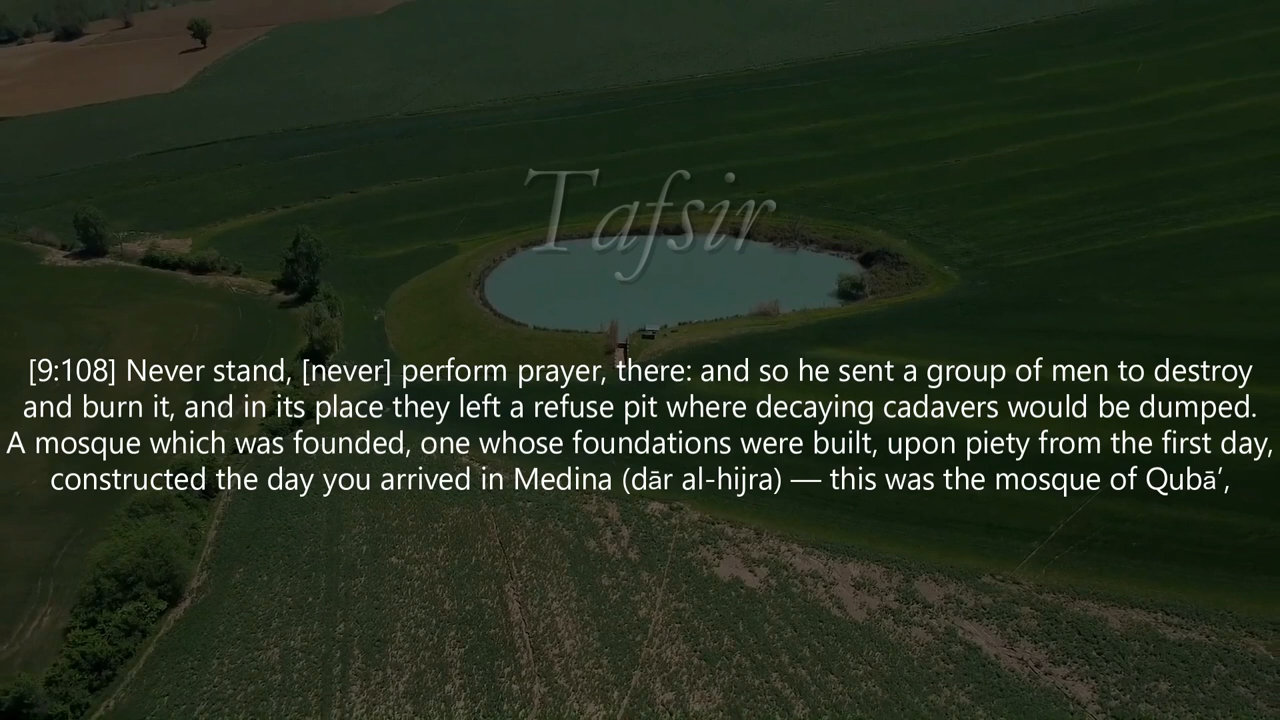 Tafsir
[9:108] Never stand, [never] perform prayer, there: and so he sent a group of men to destroy
and burn it, and in its place they left a refuse pit where decaying cadavers would be dumped.
A mosque which was founded, one whose foundations were built, upon piety from the first day,
constructed the day you arrived in Medina (dār al-hijra) — this was the mosque of Qubā’,